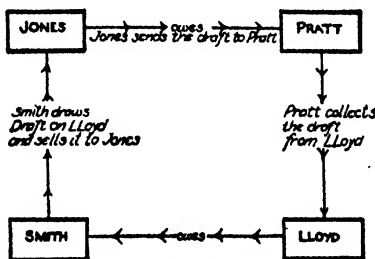 JONES
owes
Jones sends the draft to Pratt
PRATT
Smith draws
Draft on LLoyd
and sells it to Jones
Pratt collects
the draft
from LLoyd
SMITH
owes
LLOYD